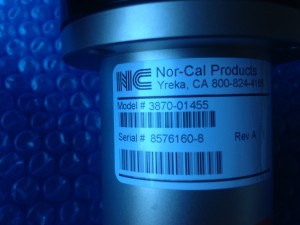 NC Nor-Cal Products
Yreka, CA 800-824-4166
Model # 3870-01455
Serial # 8576160-8 Rev A